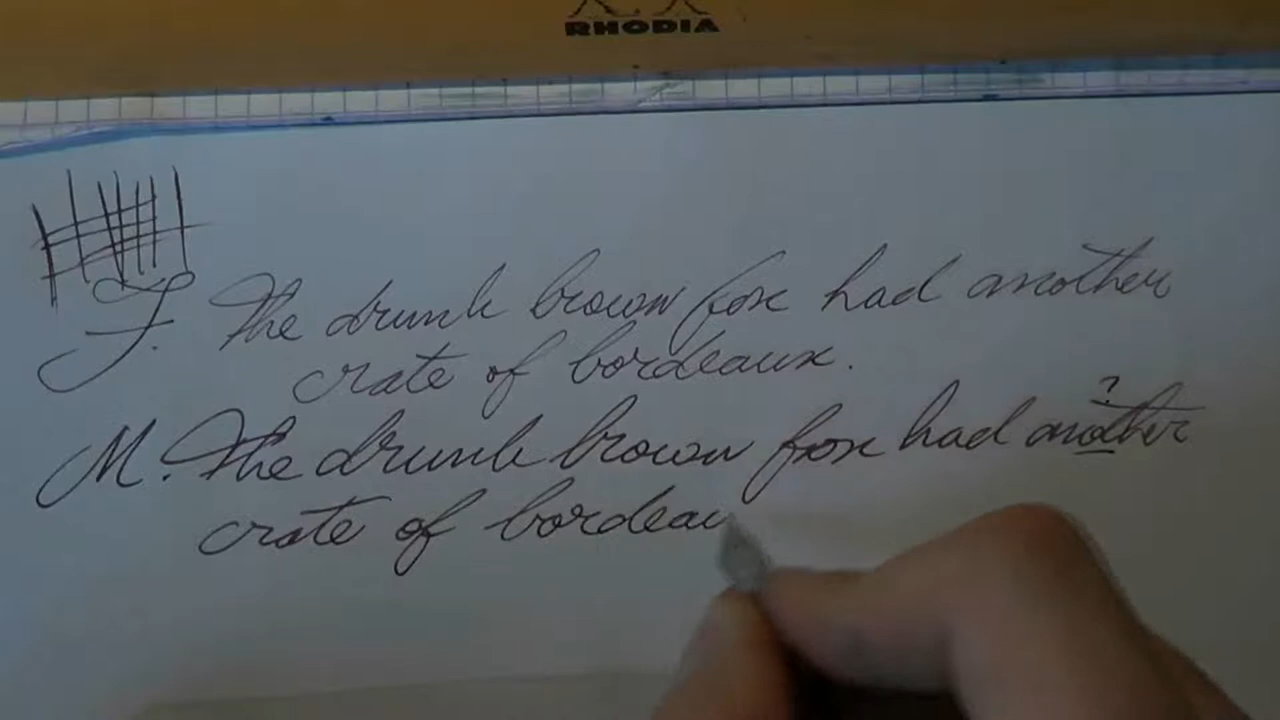 RHODIA
F. The drunk brown fox had another
crate of bordeaux.
?
M. The drunk brown fox had another
crate of bordeau